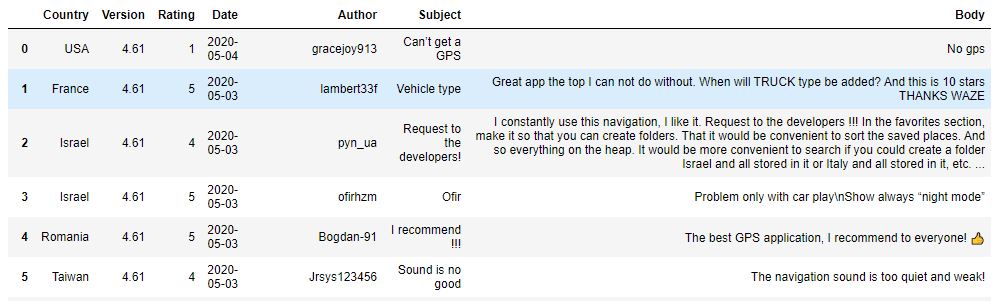 Country Version Rating Date Author Subject Body
0 USA 4.61 1 2020-05-04 gracejoy913 Can't get a GPS No gps
1 France 4.61 5 2020-05-03 lambert33f Vehicle type Great app the top I can not do without. When will TRUCK type be added? And this is 10 stars
THANKS WAZE
2 Israel 4.61 4 2020-05-03 pyn_ua Request to the developers! I constantly use this navigation, I like it. Request to the developers !!! In the favorites section,
make it so that you can create folders. That it would be convenient to sort the saved places. And
so everything on the heap. It would be more convenient to search if you could create a folder
Israel and all stored in it or Italy and all stored in it, etc. ...
3 Israel 4.61 5 2020-05-03 ofirhzm Ofir Problem only with car play\nShow always “night mode”
4 Romania 4.61 5 2020-05-03 Bogdan-91 I recommend !!! The best GPS application, I recommend to everyone! 👍
5 Taiwan 4.61 4 2020-05-03 Jrsys123456 Sound is no good The navigation sound is too quiet and weak!